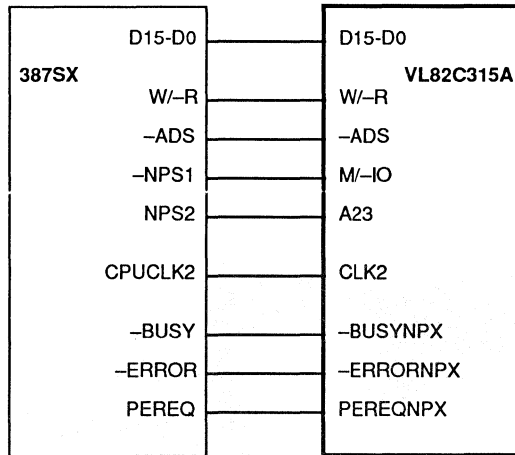 D15-D0 D15-D0
387SX VL82C315A
W/–R W/–R
–ADS –ADS
–NPS1 M/–IO
NPS2 A23
CPUCLK2 CLK2
–BUSY –BUSYNPX
–ERROR –ERRORNPX
PEREQ PEREQNPX